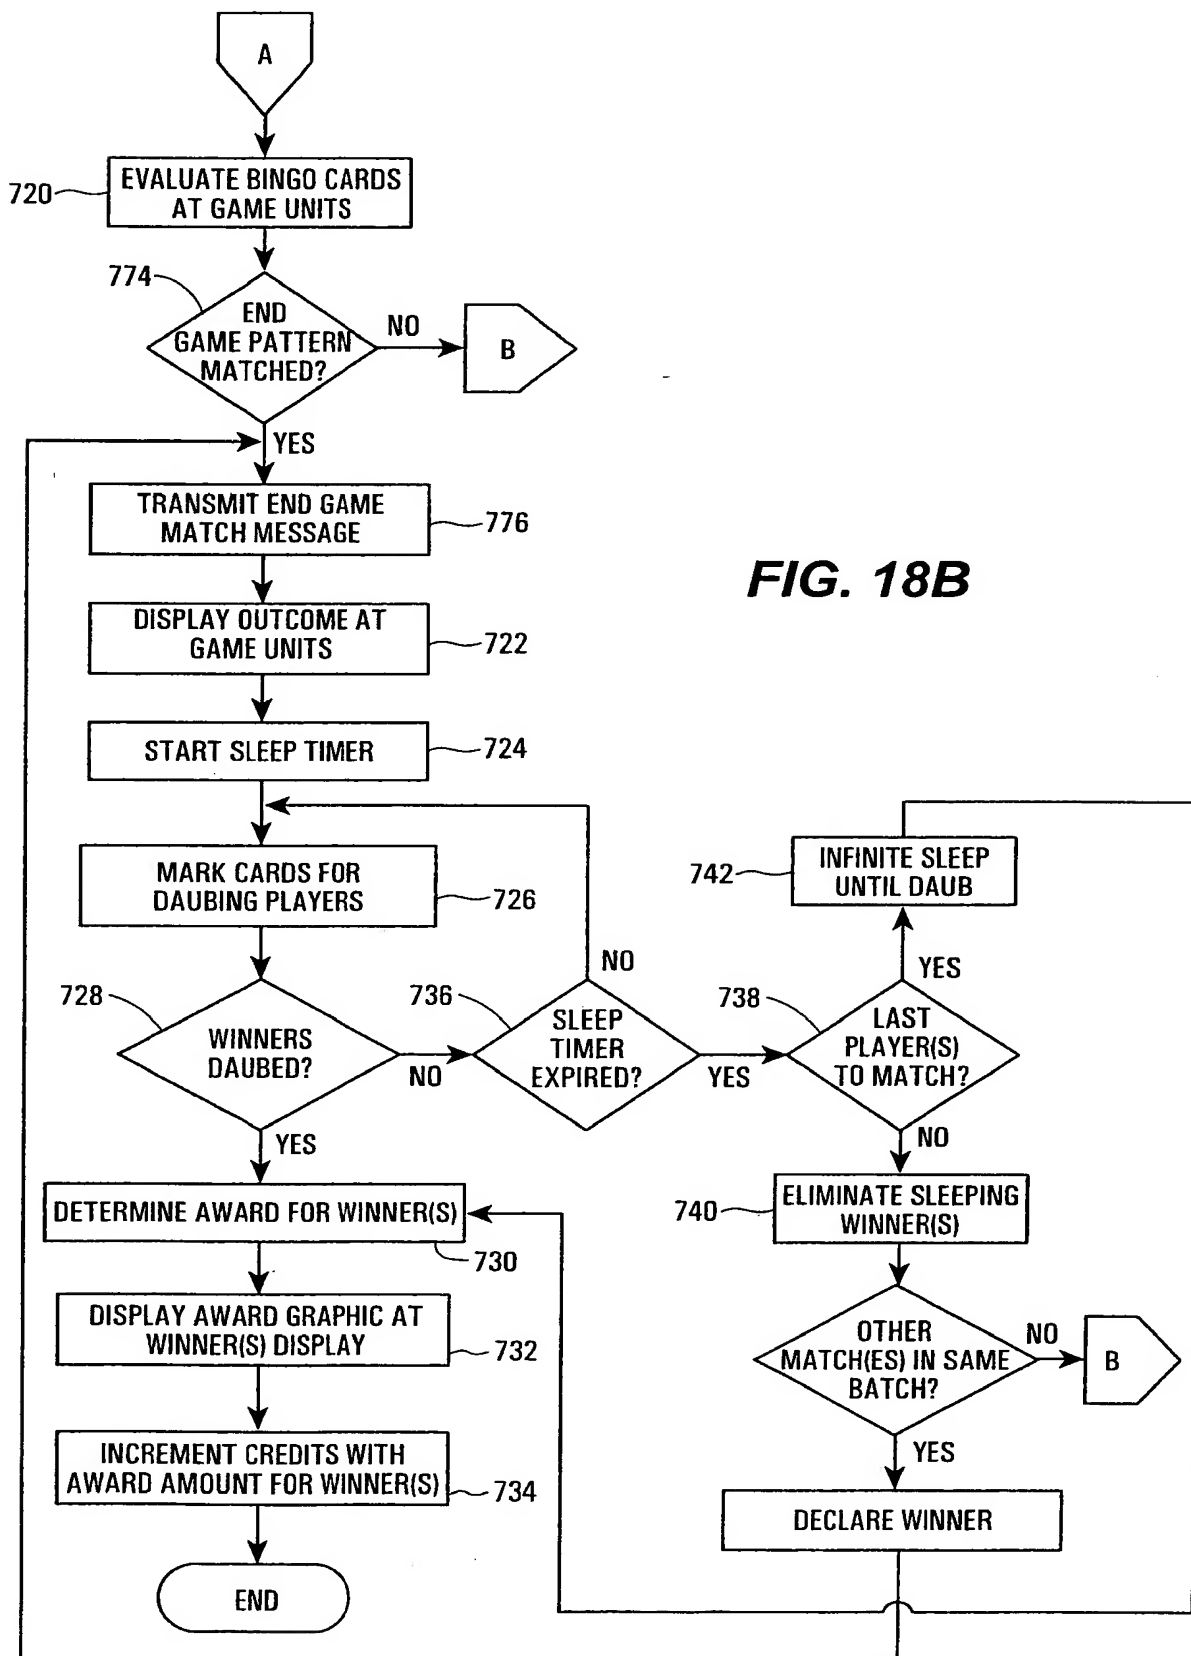 A
720
EVALUATE BINGO CARDS
AT GAME UNITS
774
END
GAME PATTERN
MATCHED?
NO
B
YES
TRANSMIT END GAME
MATCH MESSAGE
776
FIG. 18B
DISPLAY OUTCOME AT
GAME UNITS
722
START SLEEP TIMER
724
MARK CARDS FOR
DAUBING PLAYERS
726
742
INFINITE SLEEP
UNTIL DAUB
YES
NO
728
WINNERS
DAUBED?
NO
736
SLEEP
TIMER
EXPIRED?
YES
738
LAST
PLAYER(S)
TO MATCH?
NO
YES
DETERMINE AWARD FOR WINNER(S)
730
740
ELIMINATE SLEEPING
WINNER(S)
DISPLAY AWARD GRAPHIC AT
WINNER(S) DISPLAY
732
OTHER
MATCH(ES) IN SAME
BATCH?
NO
B
YES
INCREMENT CREDITS WITH
AWARD AMOUNT FOR WINNER(S)
734
DECLARE WINNER
END